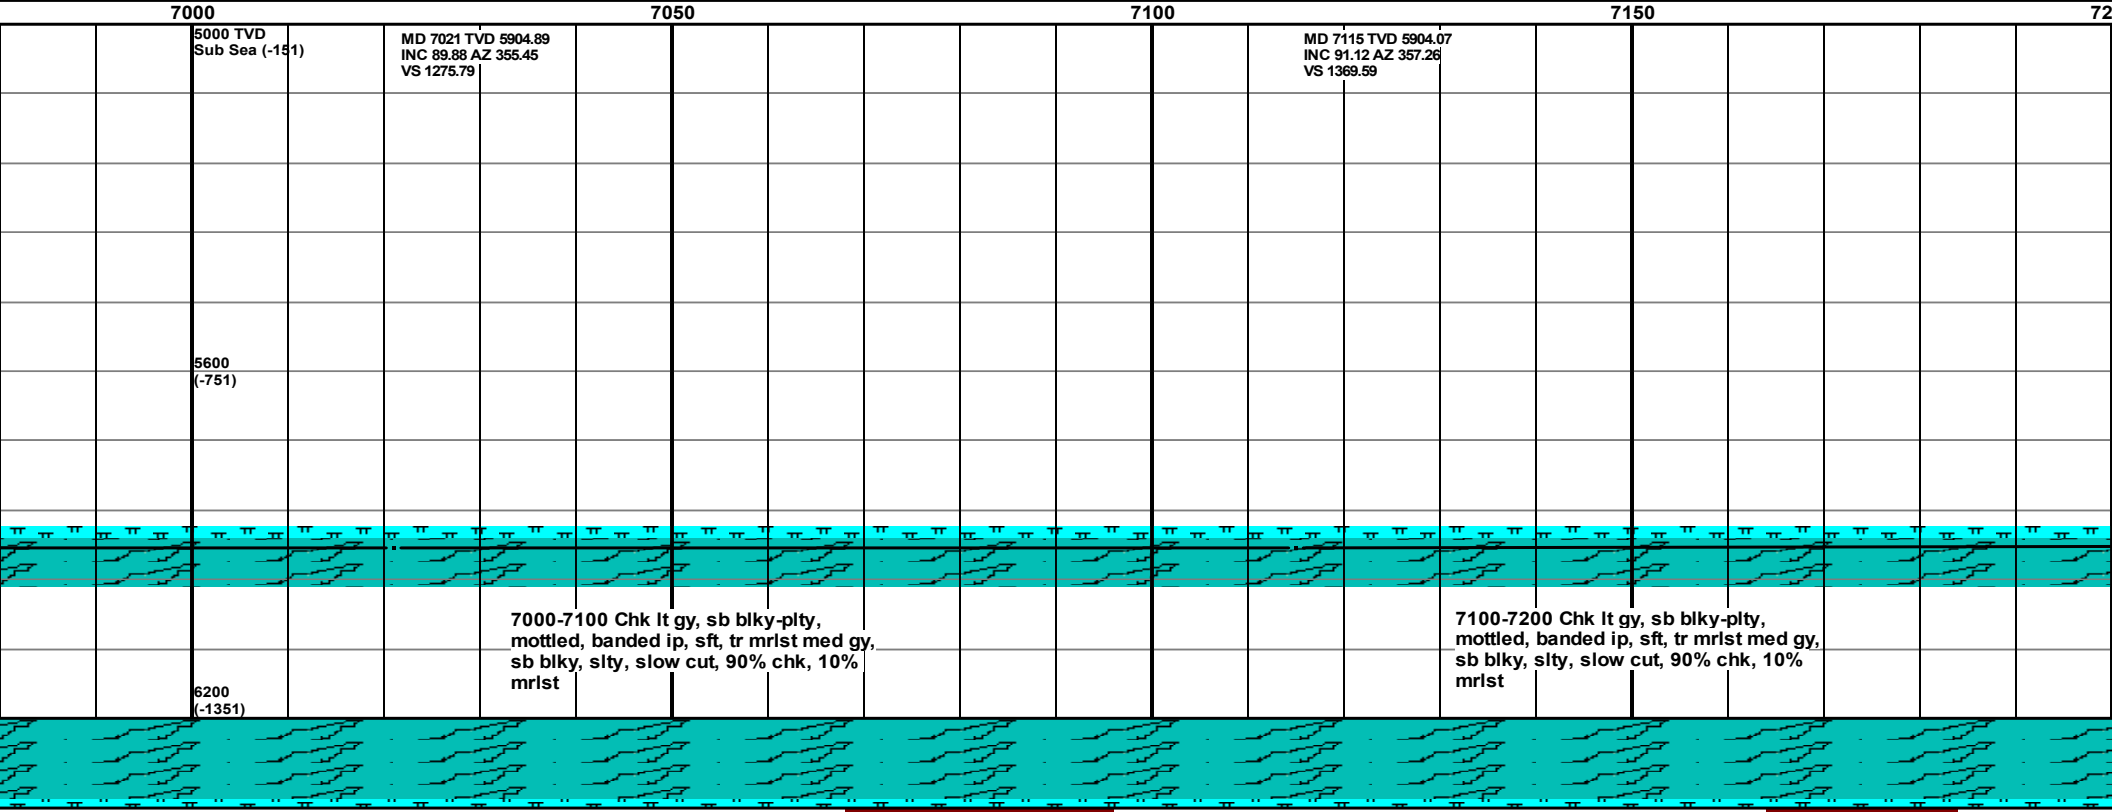 7000 7050 7100 7150 72
5000 TVD
Sub Sea (-151)
MD 7021 TVD 5904.89
INC 89.88 AZ 355.45
VS 1275.79
MD 7115 TVD 5904.07
INC 91.12 AZ 357.26
VS 1369.59
5600
(-751)
7000-7100 Chk lt gy, sb blky-plty,
mottled, banded ip, sft, tr mrlst med gy,
sb blky, slty, slow cut, 90% chk, 10%
mrlst
7100-7200 Chk lt gy, sb blky-plty,
mottled, banded ip, sft, tr mrlst med gy,
sb blky, slty, slow cut, 90% chk, 10%
mrlst
6200
(-1351)